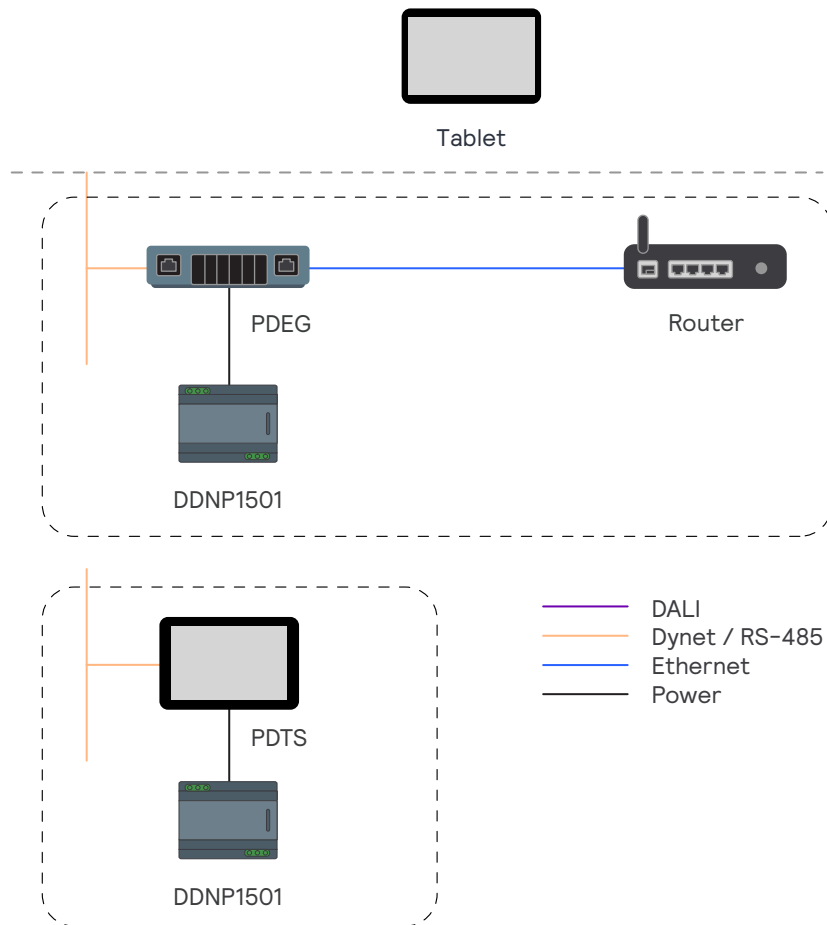 Tablet
PDEG
Router
DDNP1501
DALI
Dynet / RS-485
Ethernet
Power
PDTS
DDNP1501